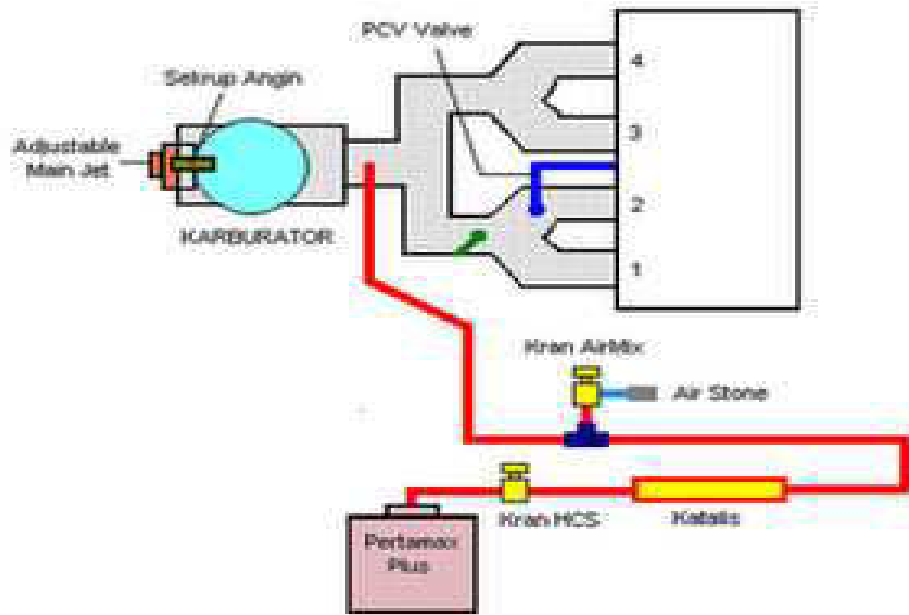 PCV Valve
Sekrup Angin
Adjustable
Main Jet
KARBURATOR
4
3
2
1
Kran AirMix
Air Stone
Kran HCS
Katalis
Pertamax
Plus